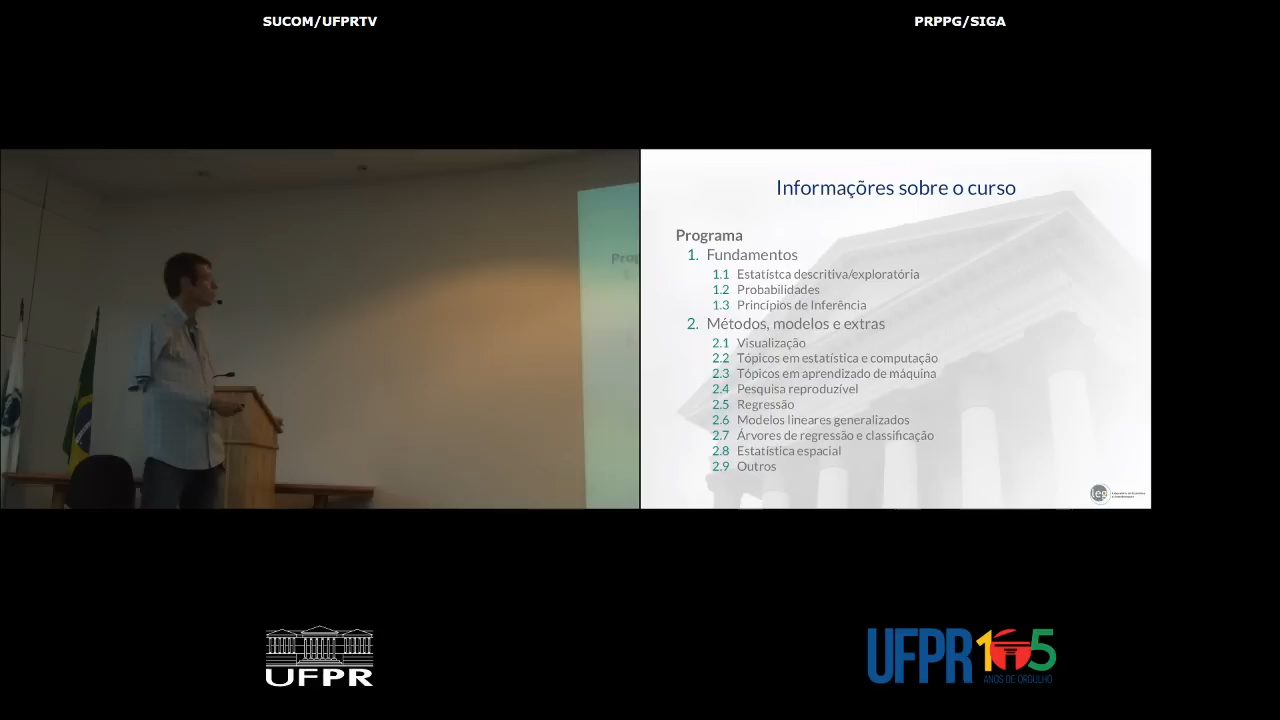 SUCOM/UFPRTV
PRPPG/SIGA
Informaçõres sobre o curso
Programa
1. Fundamentos
1.1 Estatístca descritiva/exploratória
1.2 Probabilidades
1.3 Princípios de Inferência
2. Métodos, modelos e extras
2.1 Visualização
2.2 Tópicos em estatística e computação
2.3 Tópicos em aprendizado de máquina
2.4 Pesquisa reproduzível
2.5 Regressão
2.6 Modelos lineares generalizados
2.7 Árvores de regressão e classificação
2.8 Estatística espacial
2.9 Outros
leg
UFPR
UFPR 105
ANOS DE ORGULHO